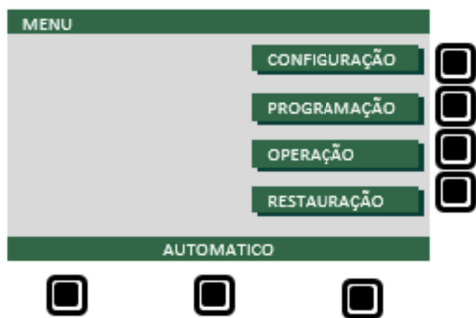 MENU
CONFIGURAÇÃO
PROGRAMAÇÃO
OPERAÇÃO
RESTAURAÇÃO
AUTOMATICO